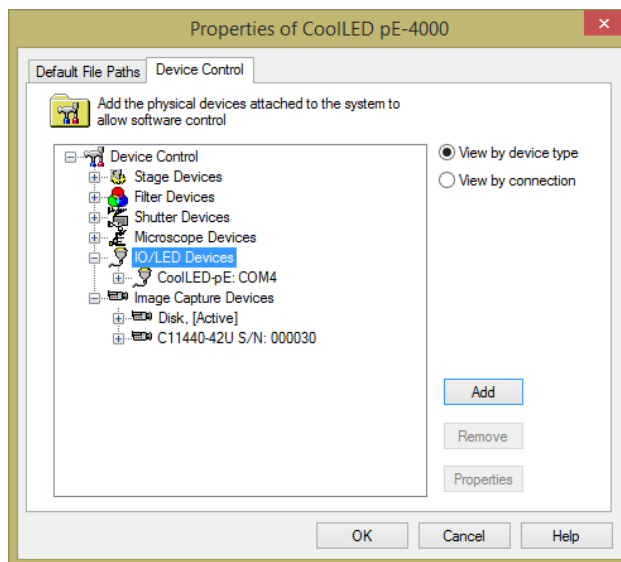 Properties of CoolLED pE-4000
Default File Paths
Device Control
Add the physical devices attached to the system to
allow software control
Device Control
Stage Devices
Filter Devices
Shutter Devices
Microscope Devices
IO/LED Devices
CoolLED-pE: COM4
Image Capture Devices
Disk, [Active]
C11440-42U S/N: 000030
View by device type
View by connection
Add
Remove
Properties
OK
Cancel
Help